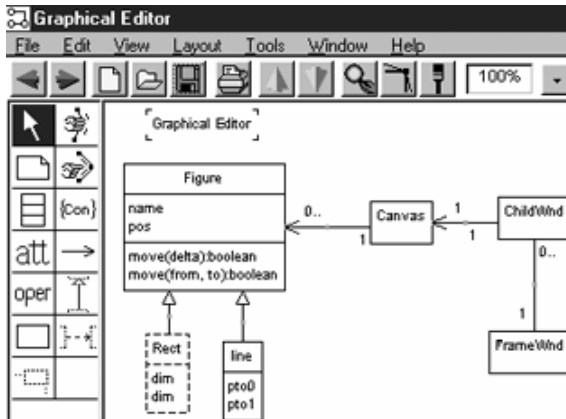 Graphical Editor
File Edit View Layout Tools Window Help
100%
Graphical Editor
Figure
name
pos
move(delta):boolean
move(from, to):boolean
0..
1
Canvas
1
1
ChildWnd
0..
1
FrameWnd
{Con}
att
oper
Rect
dim
dim
line
pto0
pto1